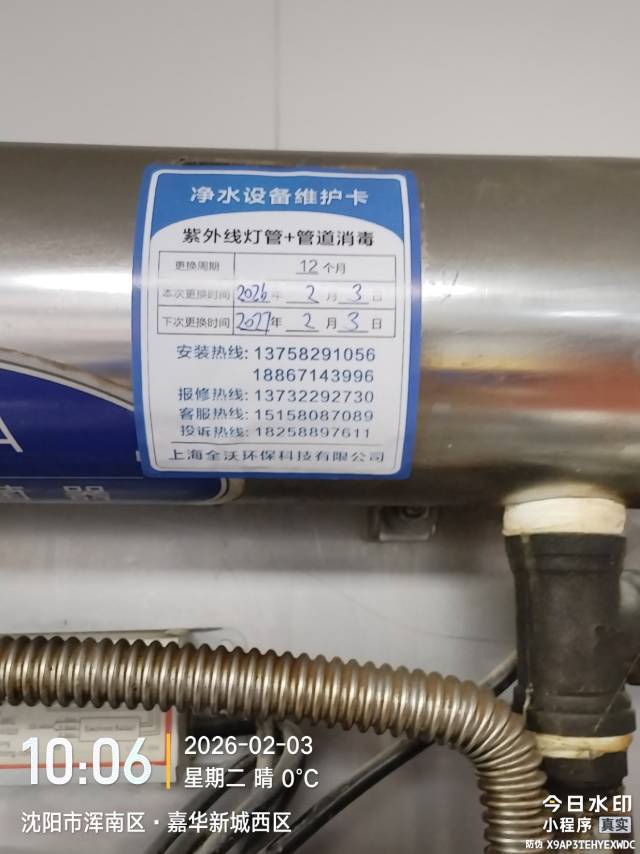 净水设备维护卡
紫外线灯管+管道消毒
更换周期 12 个月
本次更换时间 2026年 2 月 3 日
下次更换时间 2027年 2 月 3 日
安装热线: 13758291056
18867143996
报修热线: 13732292730
客服热线: 15158087089
投诉热线: 18258897611
上海全沃环保科技有限公司
A
器
10:06
2026-02-03
星期二 晴 0°C
沈阳市浑南区·嘉华新城西区
今日水印
小程序 真实
防伪 X9AP3TEHYEXWDC